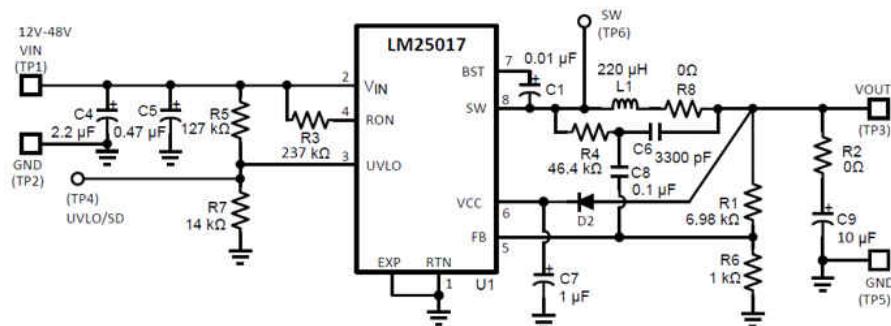 12V-48V
VIN
(TP1)
GND
(TP2)
C4
2.2 µF
C5
0.47 µF
R5
127 kΩ
R3
237 kΩ
(TP4)
UVLO/SD
R7
14 kΩ
LM25017
2
VIN
4
RON
3
UVLO
BST
7
SW
8
VCC
6
FB
5
EXP
RTN
1
U1
0.01 µF
C1
SW
(TP6)
220 µH
L1
0Ω
R8
R4
46.4 kΩ
C6
3300 pF
C8
0.1 µF
D2
C7
1 µF
R1
6.98 kΩ
R6
1 kΩ
VOUT
(TP3)
R2
0Ω
C9
10 µF
GND
(TP5)